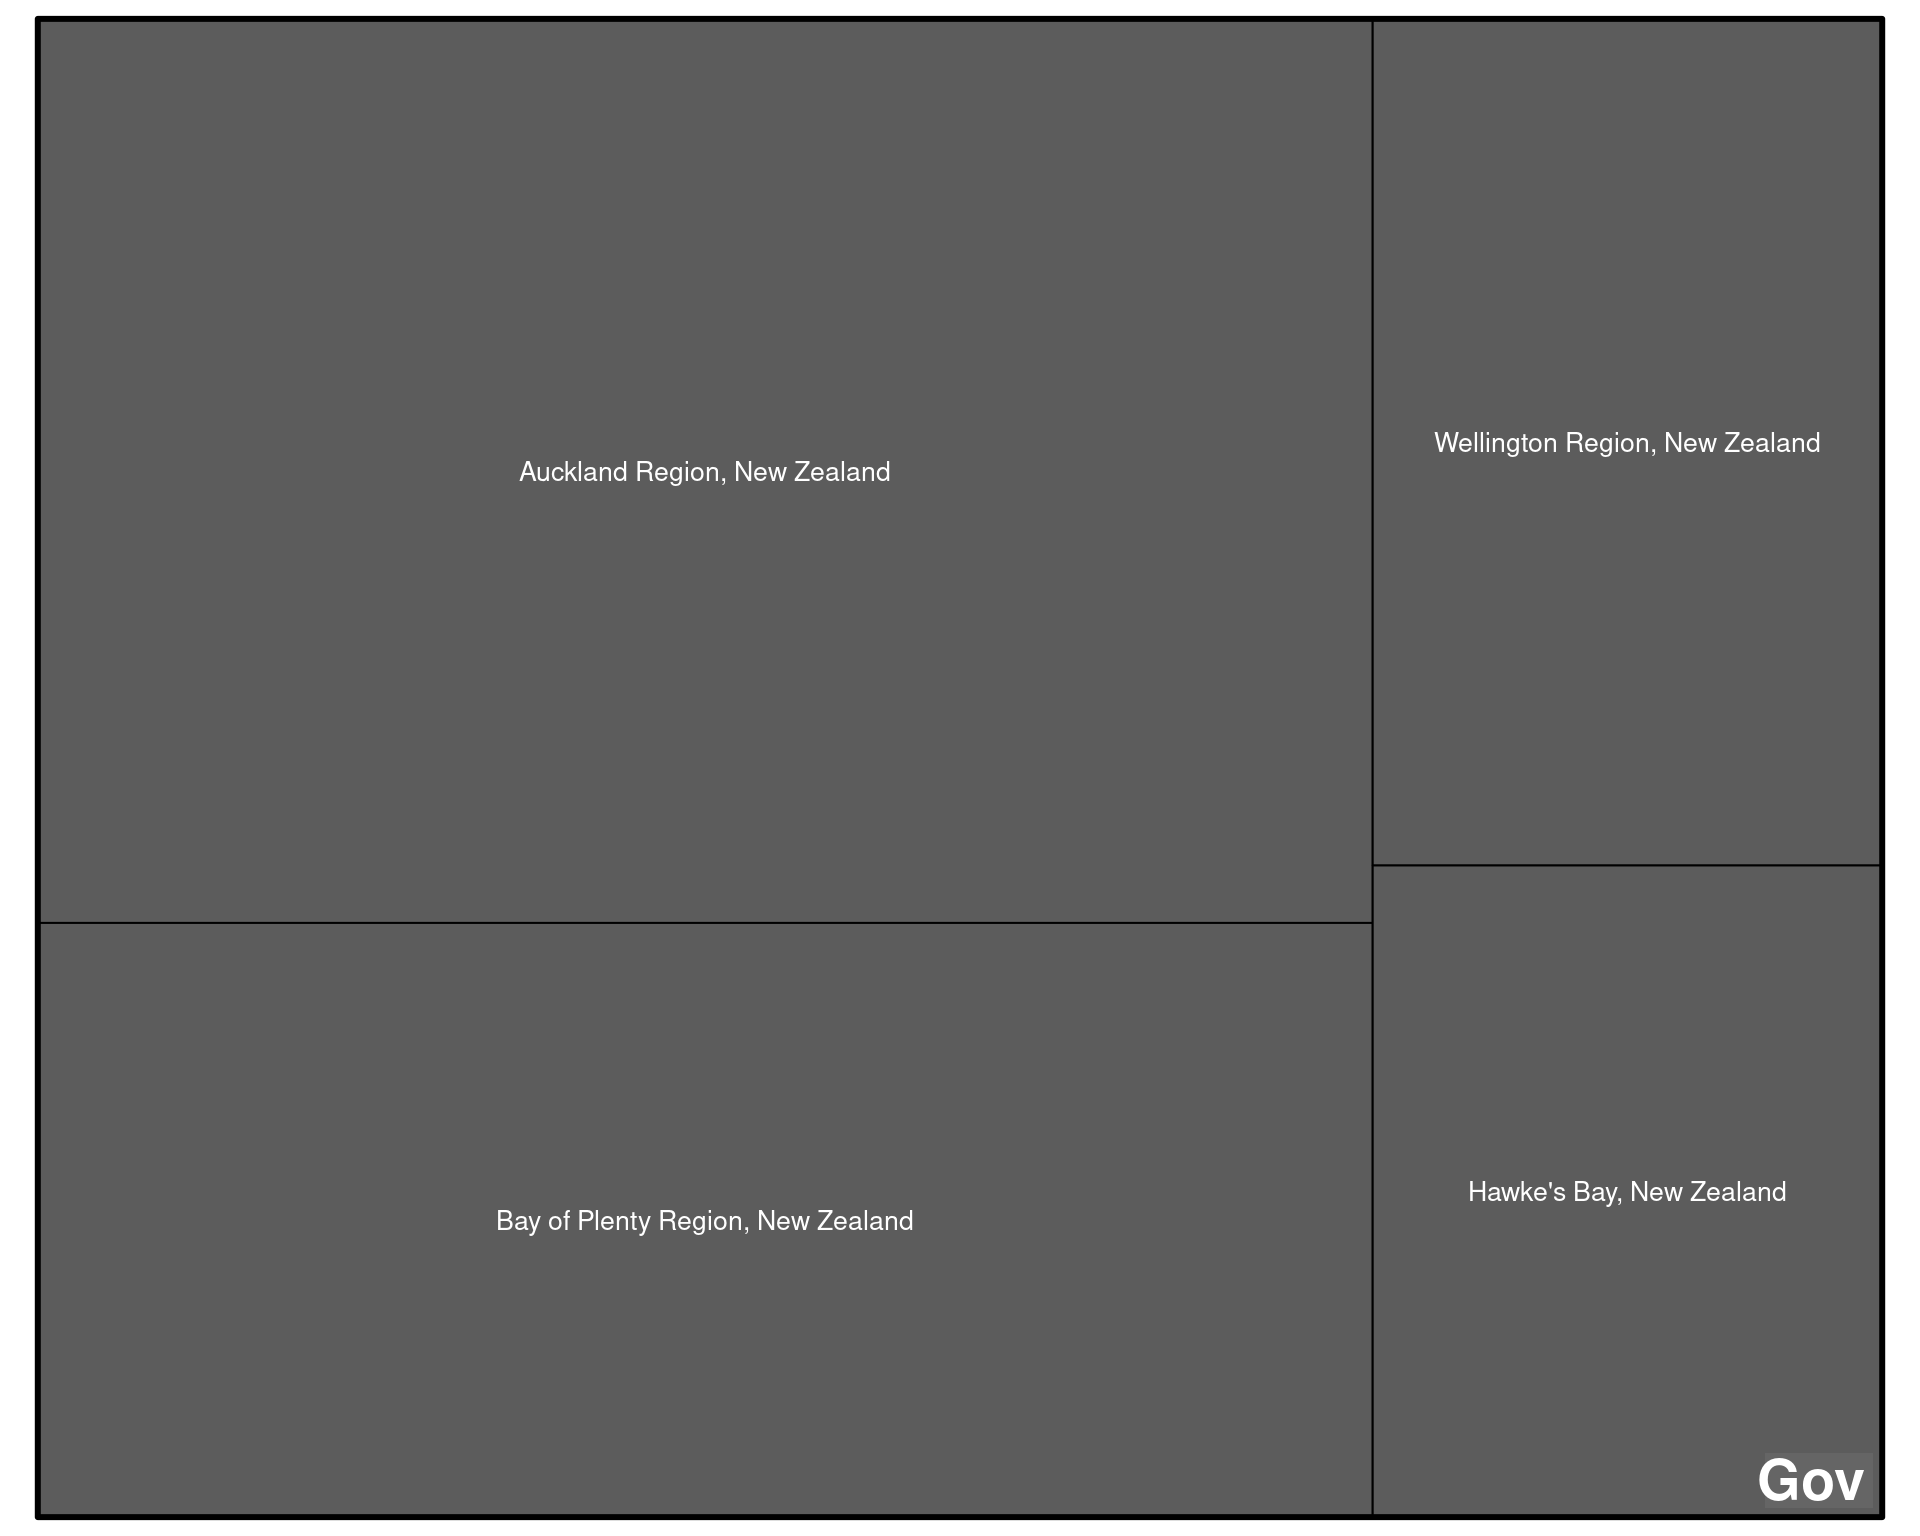 Auckland Region, New Zealand
Wellington Region, New Zealand
Bay of Plenty Region, New Zealand
Hawke's Bay, New Zealand
Gov